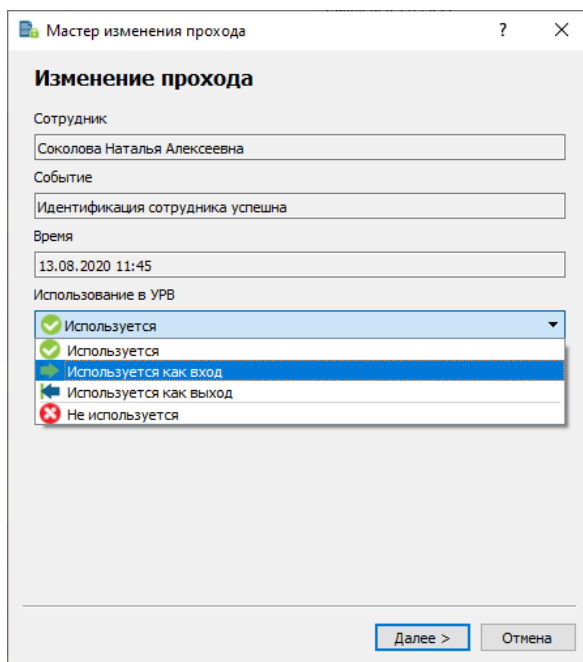 Мастер изменения прохода
?
Изменение прохода
Сотрудник
Соколова Наталья Алексеевна
Событие
Идентификация сотрудника успешна
Время
13.08.2020 11:45
Использование в УРВ
Используется
Используется
Используется как вход
Используется как выход
Не используется
Далее > Отмена